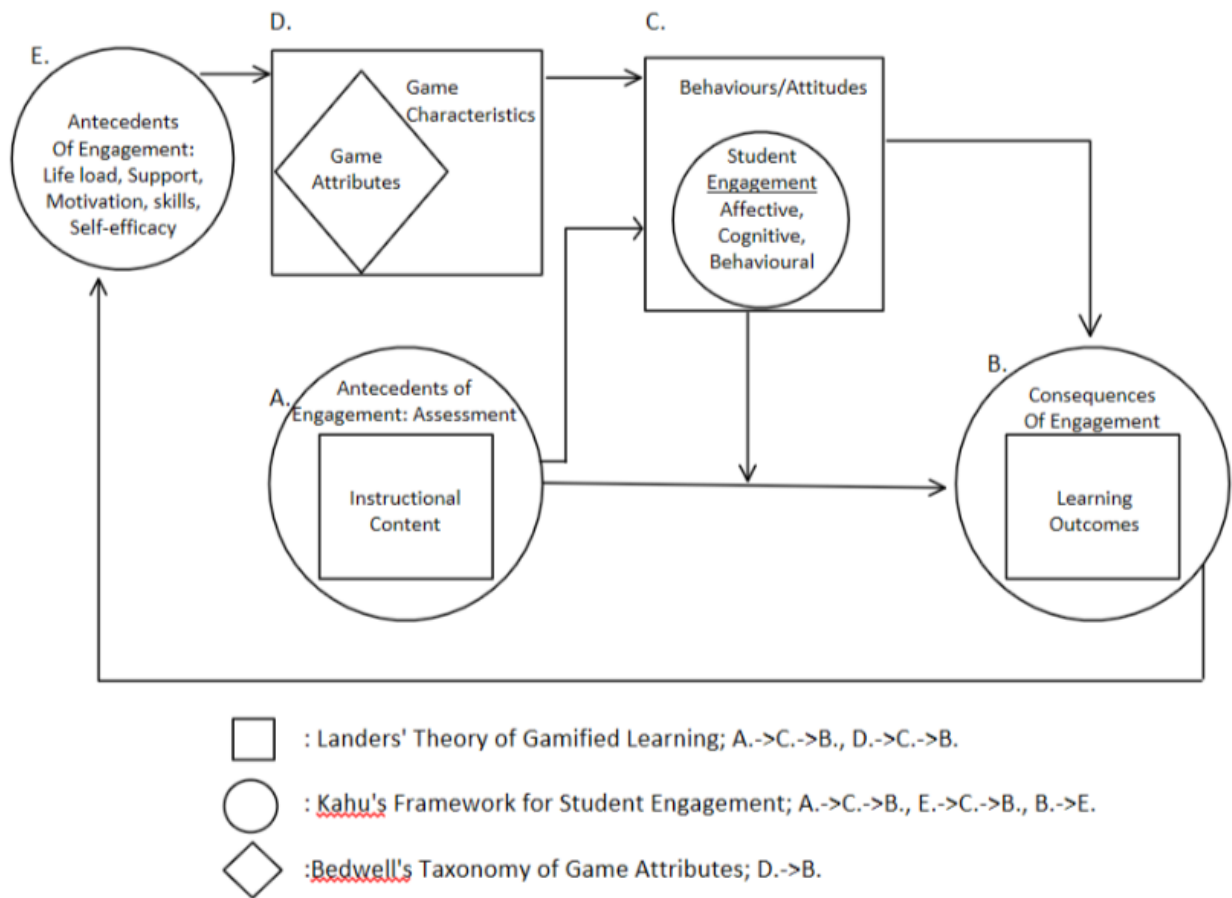 E.
Antecedents
Of Engagement:
Life load, Support,
Motivation, skills,
Self-efficacy
D.
Game
Characteristics
Game
Attributes
C.
Behaviours/Attitudes
Student
Engagement
Affective,
Cognitive,
Behavioural
A.
Antecedents of
Engagement: Assessment
Instructional
Content
B.
Consequences
Of Engagement
Learning
Outcomes
: Landers' Theory of Gamified Learning; A.->C.->B., D.->C.->B.
: Kahu's Framework for Student Engagement; A.->C.->B., E.->C.->B., B.->E.
:Bedwell's Taxonomy of Game Attributes; D.->B.